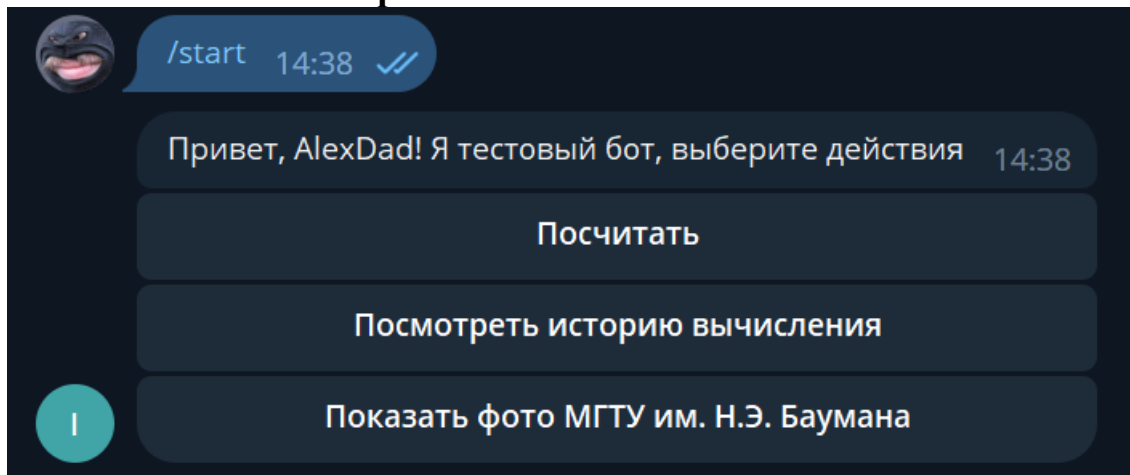 /start 14:38
Привет, AlexDad! Я тестовый бот, выберите действия 14:38
Посчитать
Посмотреть историю вычисления
Показать фото МГТУ им. Н.Э. Баумана
I